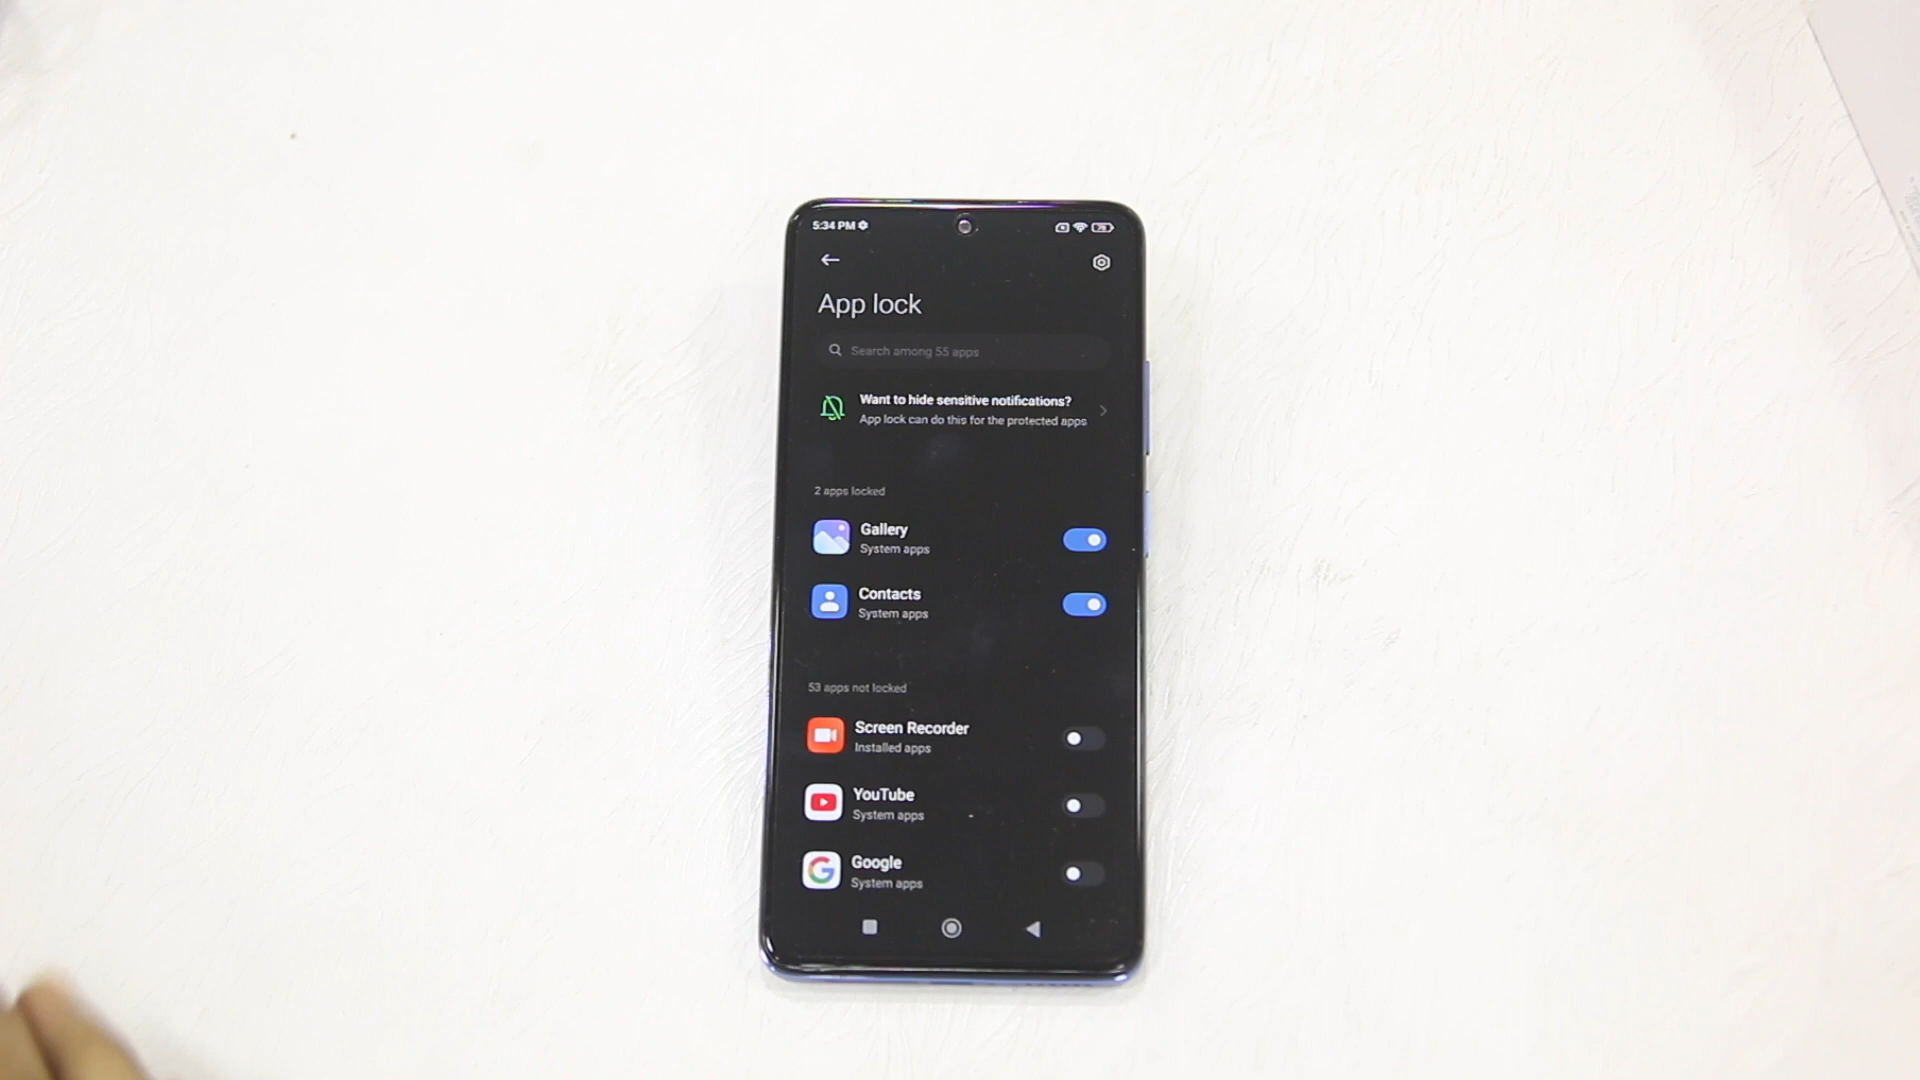 5:34 PM
App lock
Search among 55 apps
Want to hide sensitive notifications?
App lock can do this for the protected apps
2 apps locked
Gallery
System apps
Contacts
System apps
53 apps not locked
Screen Recorder
Installed apps
YouTube
System apps
Google
System apps